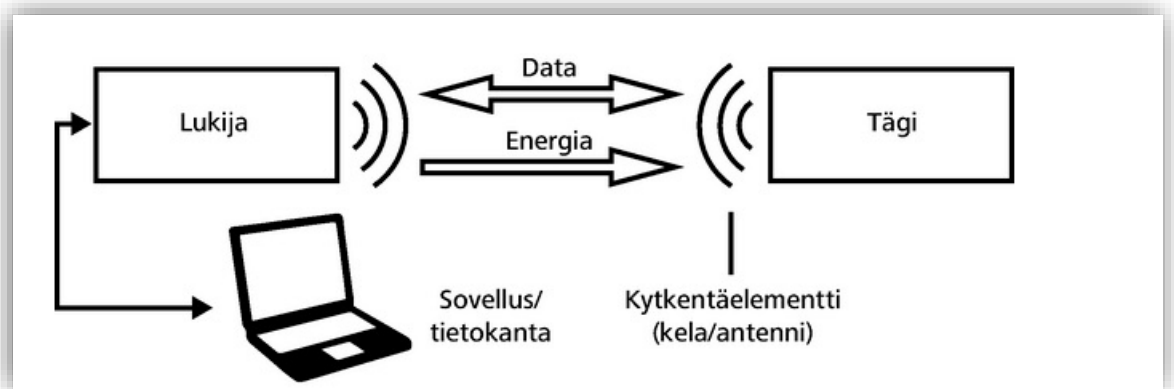 Data
Lukija
Tägi
Energia
Sovellus/
tietokanta
Kytkentäelementti
(kela/antenni)